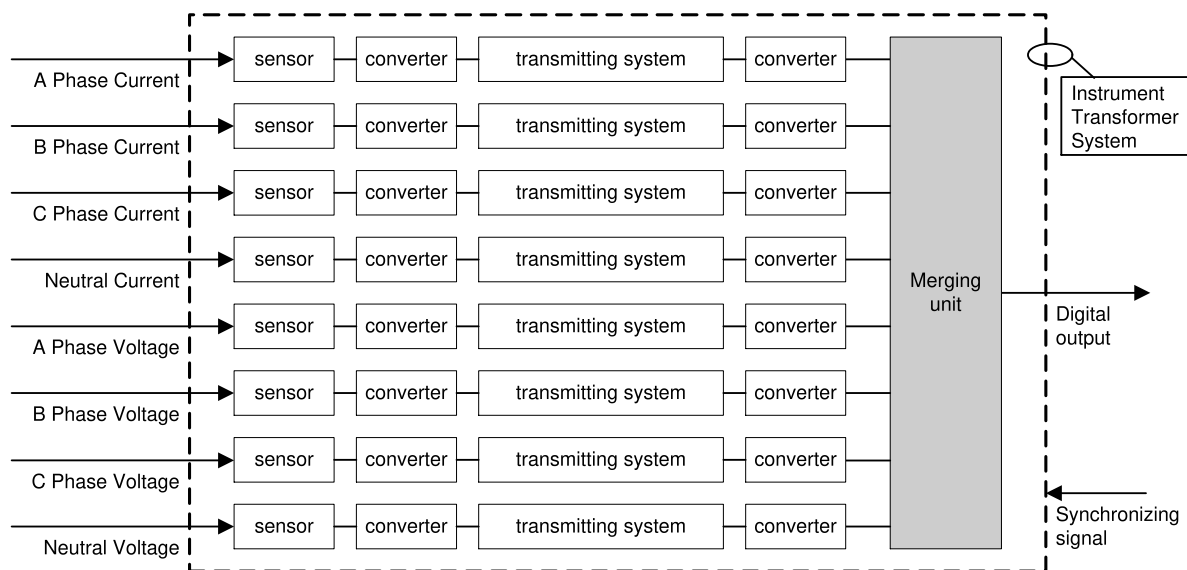 sensor converter transmitting system converter
A Phase Current
Instrument
Transformer
System
sensor converter transmitting system converter
B Phase Current
sensor converter transmitting system converter
C Phase Current
sensor converter transmitting system converter
Neutral Current
Merging
unit
sensor converter transmitting system converter
A Phase Voltage
Digital
output
sensor converter transmitting system converter
B Phase Voltage
sensor converter transmitting system converter
C Phase Voltage
sensor converter transmitting system converter
Neutral Voltage
Synchronizing
signal